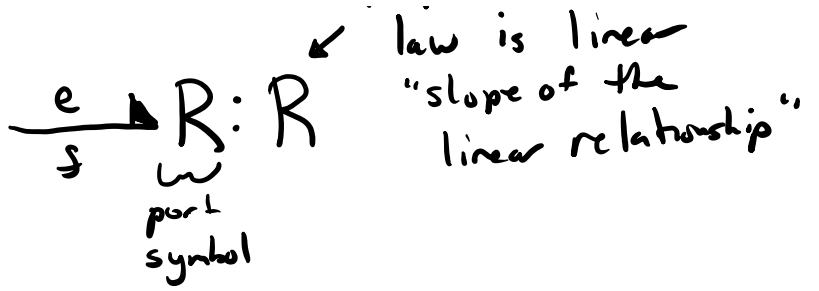 law is linear
"slope of the
linear relationship"
e
R : R
f
port
symbol